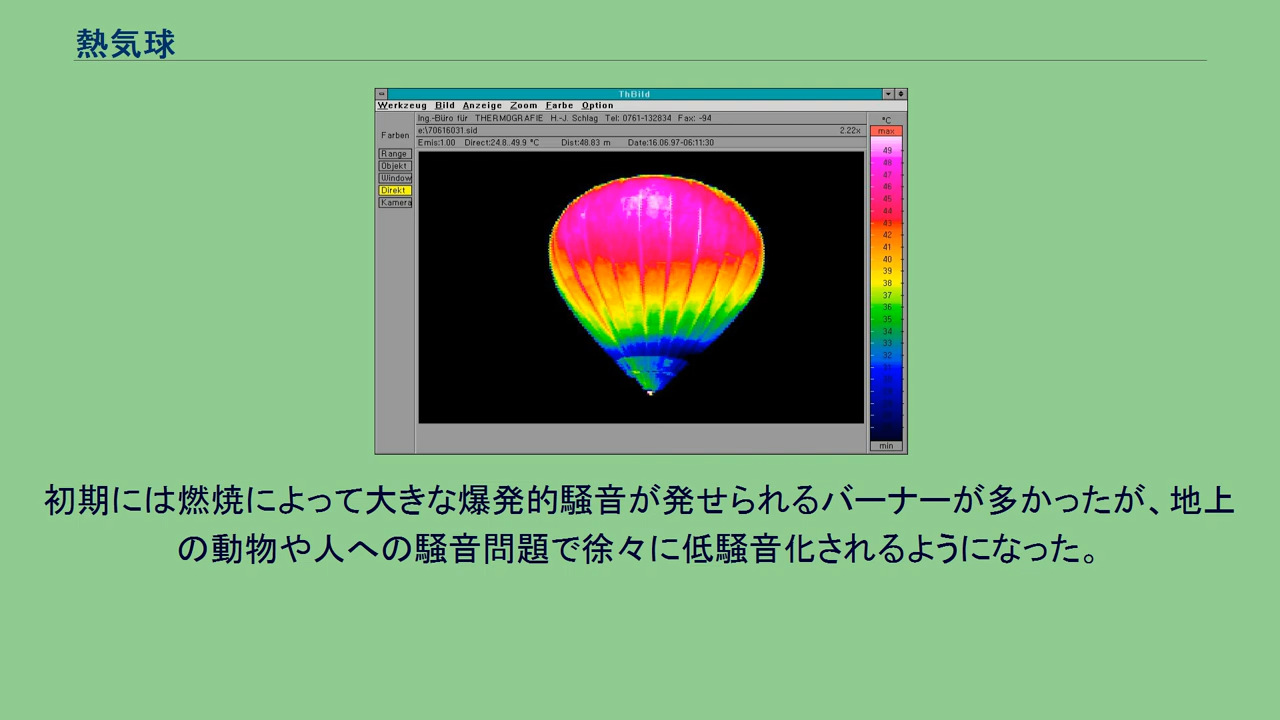 熱気球
ThBild
Werkzeug Bild Anzeige Zoom Farbe Option
Ing.-Büro für THERMOGRAFIE H.-J. Schlag Tel: 0761-132834 Fax: -94
e:\70616031.sid 2.22x
Emis:1.00 Direct:24.8..49.9 °C Dist:48.83 m Date:16.06.97-06:11:30
Farben
Range
Objekt
Window
Direkt
Kamera
°C
max
49
48
47
46
45
44
43
42
41
40
39
38
37
36
35
34
33
32
min
初期には燃焼によって大きな爆発的騒音が発せられるバーナーが多かったが、地上
の動物や人への騒音問題で徐々に低騒音化されるようになった。